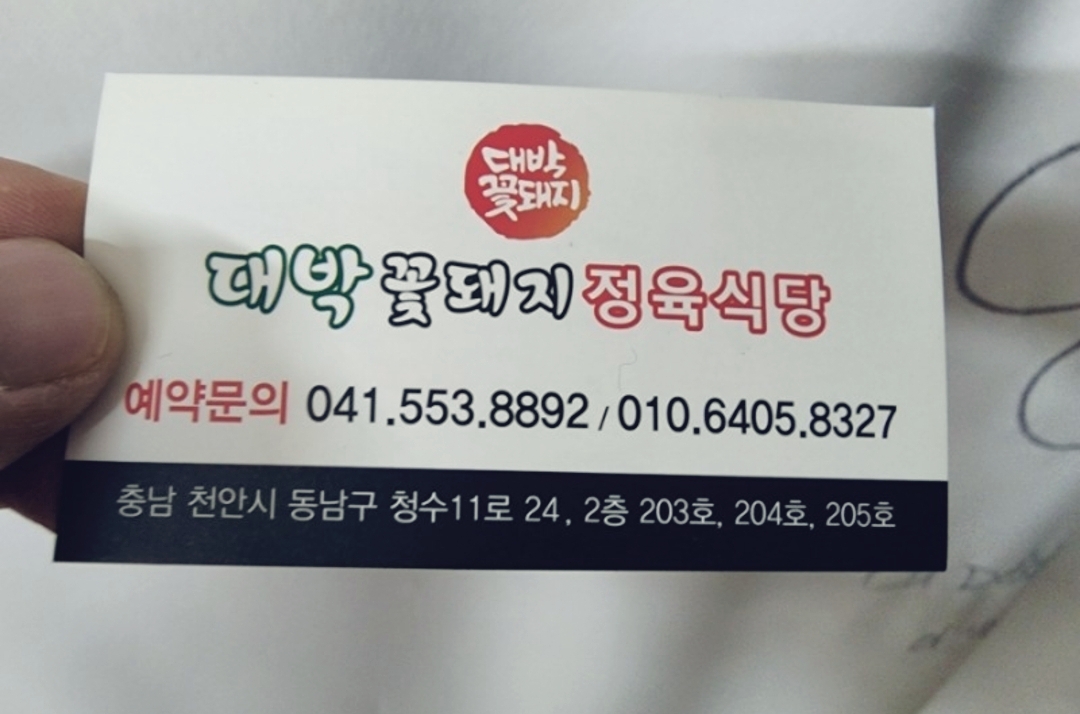 대박
꽃돼지
대박 꽃돼지 정육식당
예약문의 041.553.8892 / 010.6405.8327
충남 천안시 동남구 청수11로 24, 2층 203호, 204호, 205호